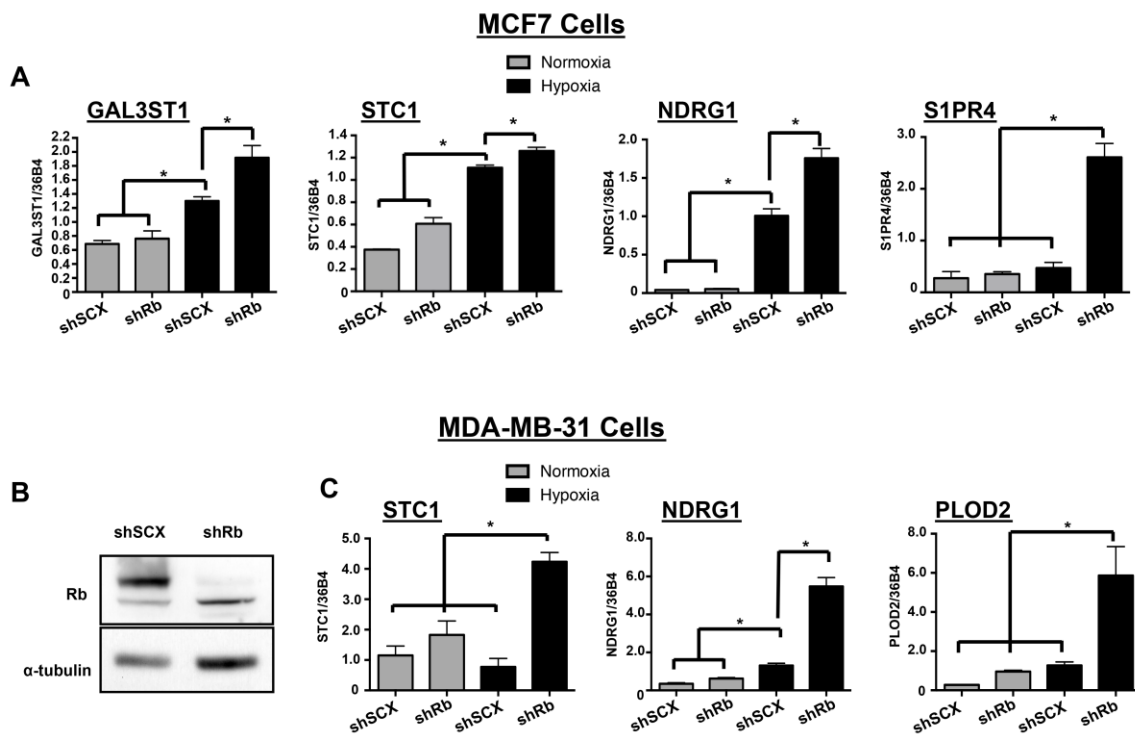 MCF7 Cells
Normoxia
Hypoxia
A
GAL3ST1
STC1
NDRG1
S1PR4
GAL3ST1/36B4
2.2
2.0
1.8
1.6
1.4
1.2
1.0
0.8
0.6
0.4
0.2
0
*
*
shSCX
shRb
shSCX
shRb
STC1/36B4
1.4
1.2
1.0
0.8
0.6
0.4
0.2
0
*
*
shSCX
shRb
shSCX
shRb
NDRG1/36B4
2.0
1.5
1.0
0.5
0
*
*
shSCX
shRb
shSCX
shRb
S1PR4/36B4
3.0
2.0
1.0
0
*
shSCX
shRb
shSCX
shRb
MDA-MB-31 Cells
Normoxia
Hypoxia
B
shSCX shRb
Rb
α-tubulin
C
STC1
NDRG1
PLOD2
STC1/36B4
5.0
4.0
3.0
2.0
1.0
0
*
shSCX
shRb
shSCX
shRb
NDRG1/36B4
8.0
6.0
4.0
2.0
0
*
*
shSCX
shRb
shSCX
shRb
PLOD2/36B4
8.0
6.0
4.0
2.0
0
*
shSCX
shRb
shSCX
shRb